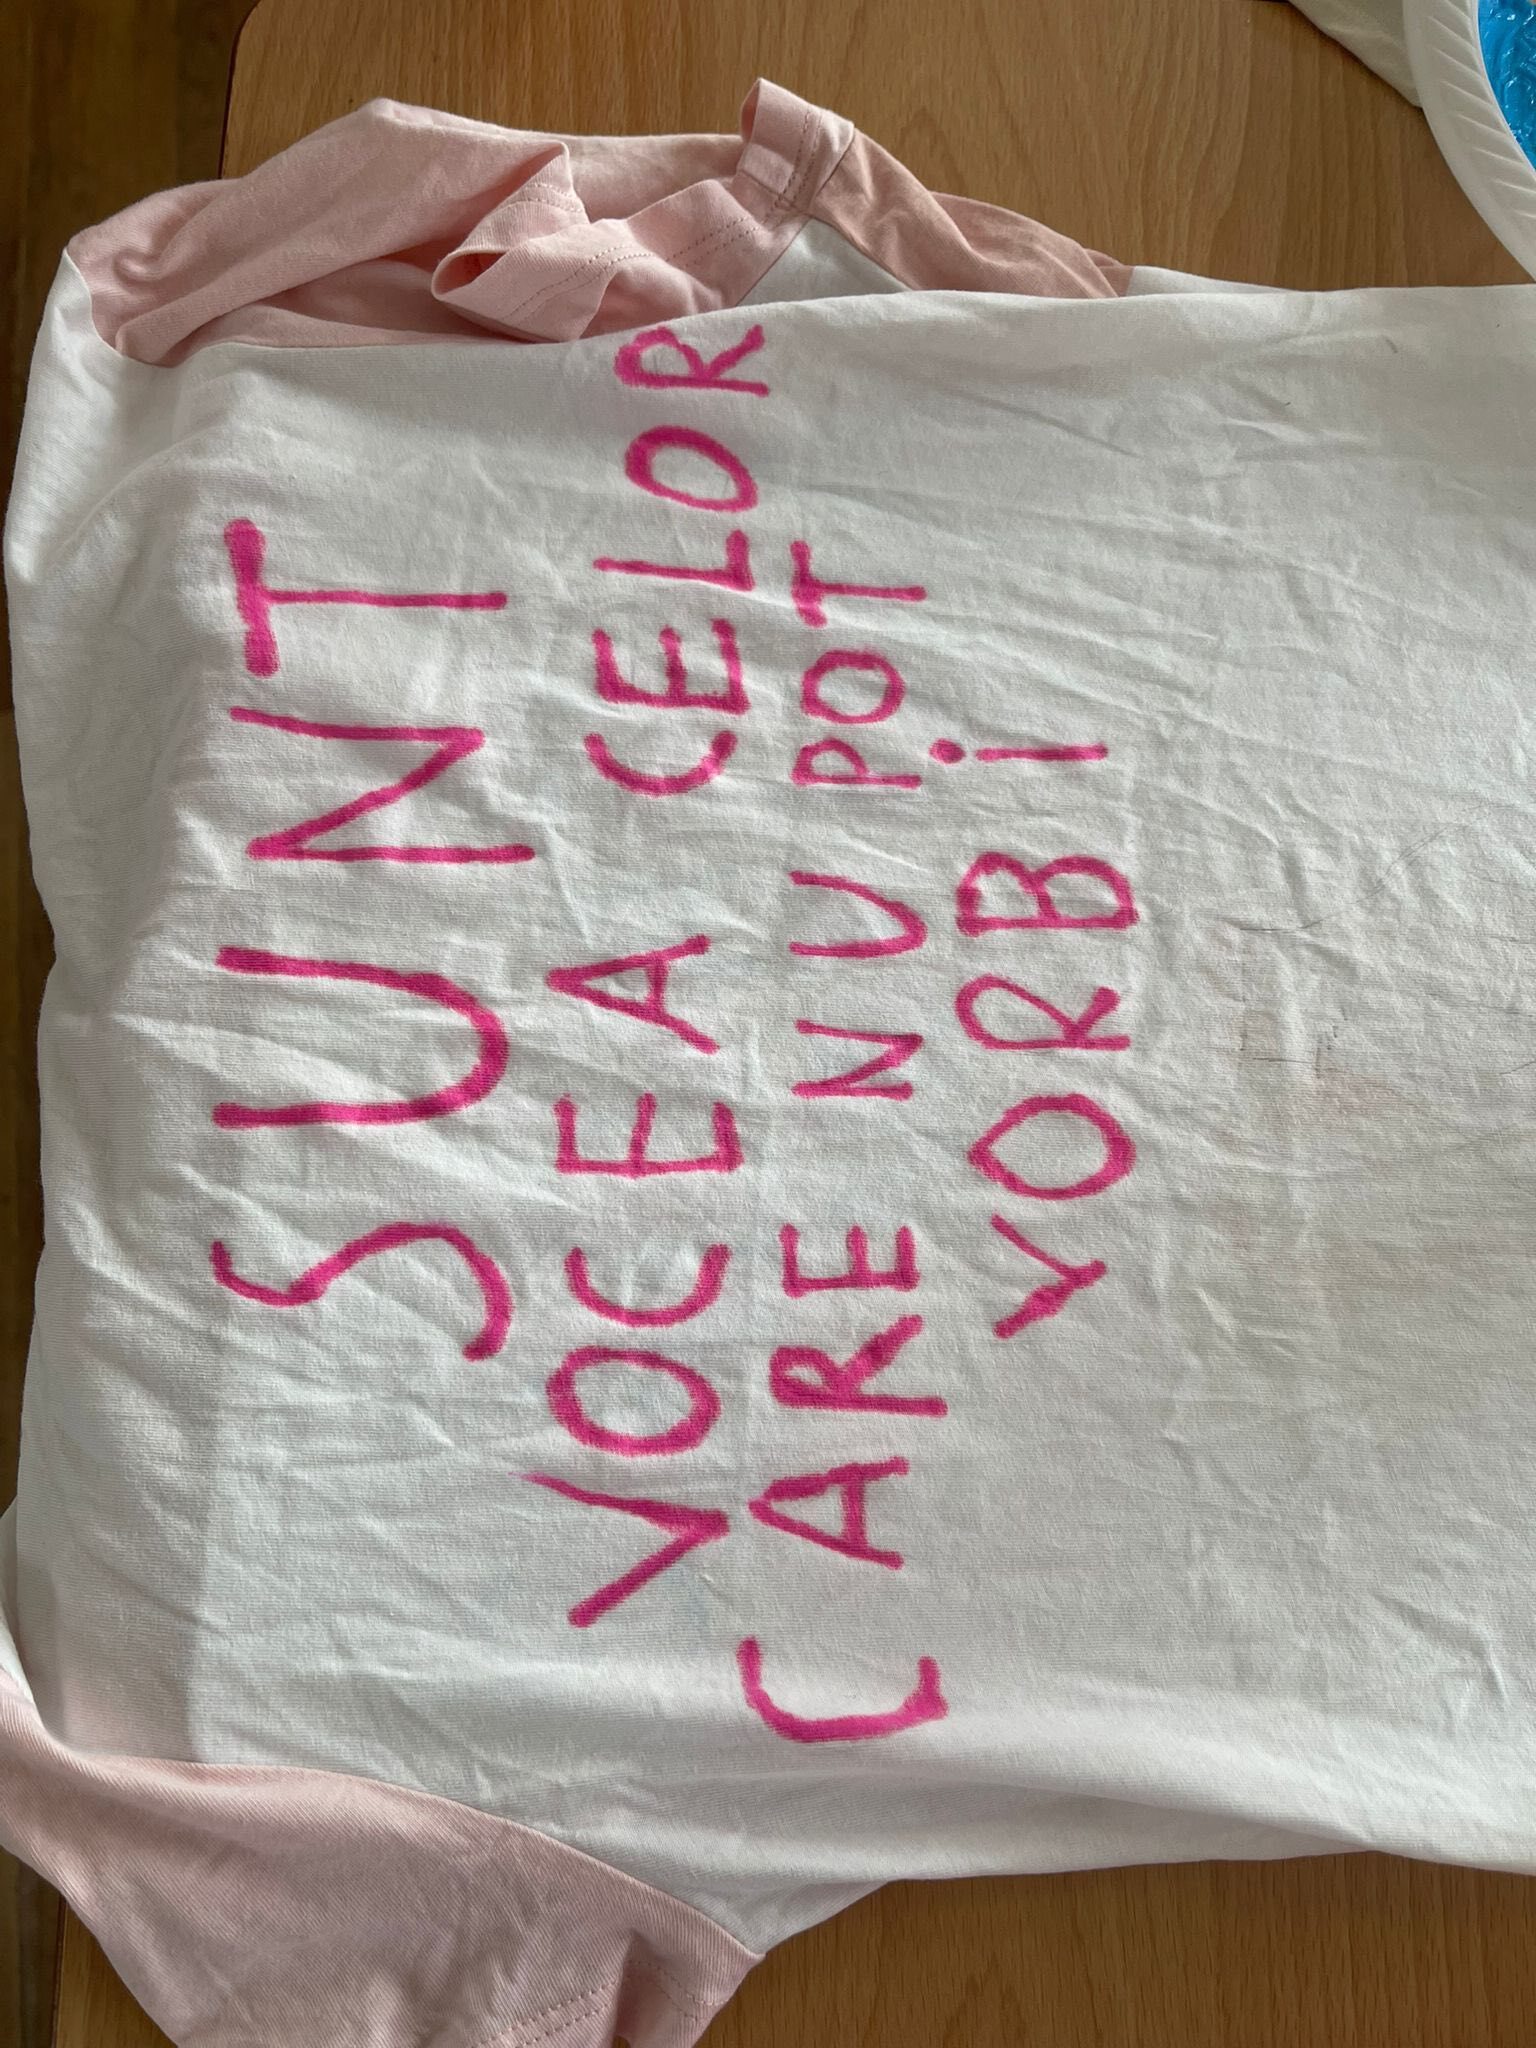 SUNT
VOCEA CELOR
CARE NU POT
VORBI